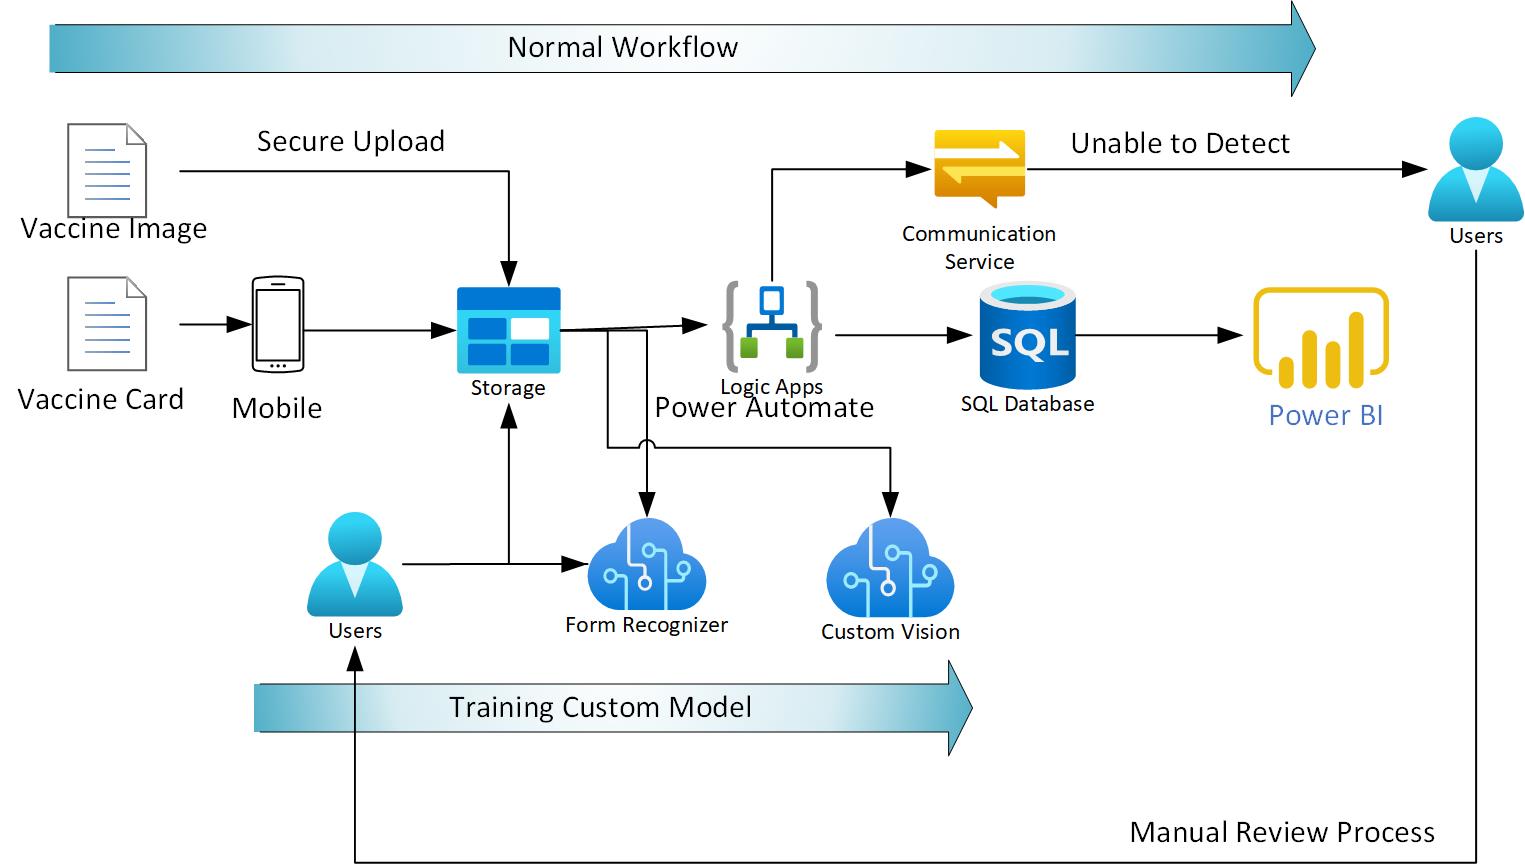 Normal Workflow
Secure Upload
Unable to Detect
Vaccine Image
Communication
Service
Users
Vaccine Card
Mobile
Storage
Logic Apps
Power Automate
SQL
SQL Database
Power BI
Users
Form Recognizer
Custom Vision
Training Custom Model
Manual Review Process